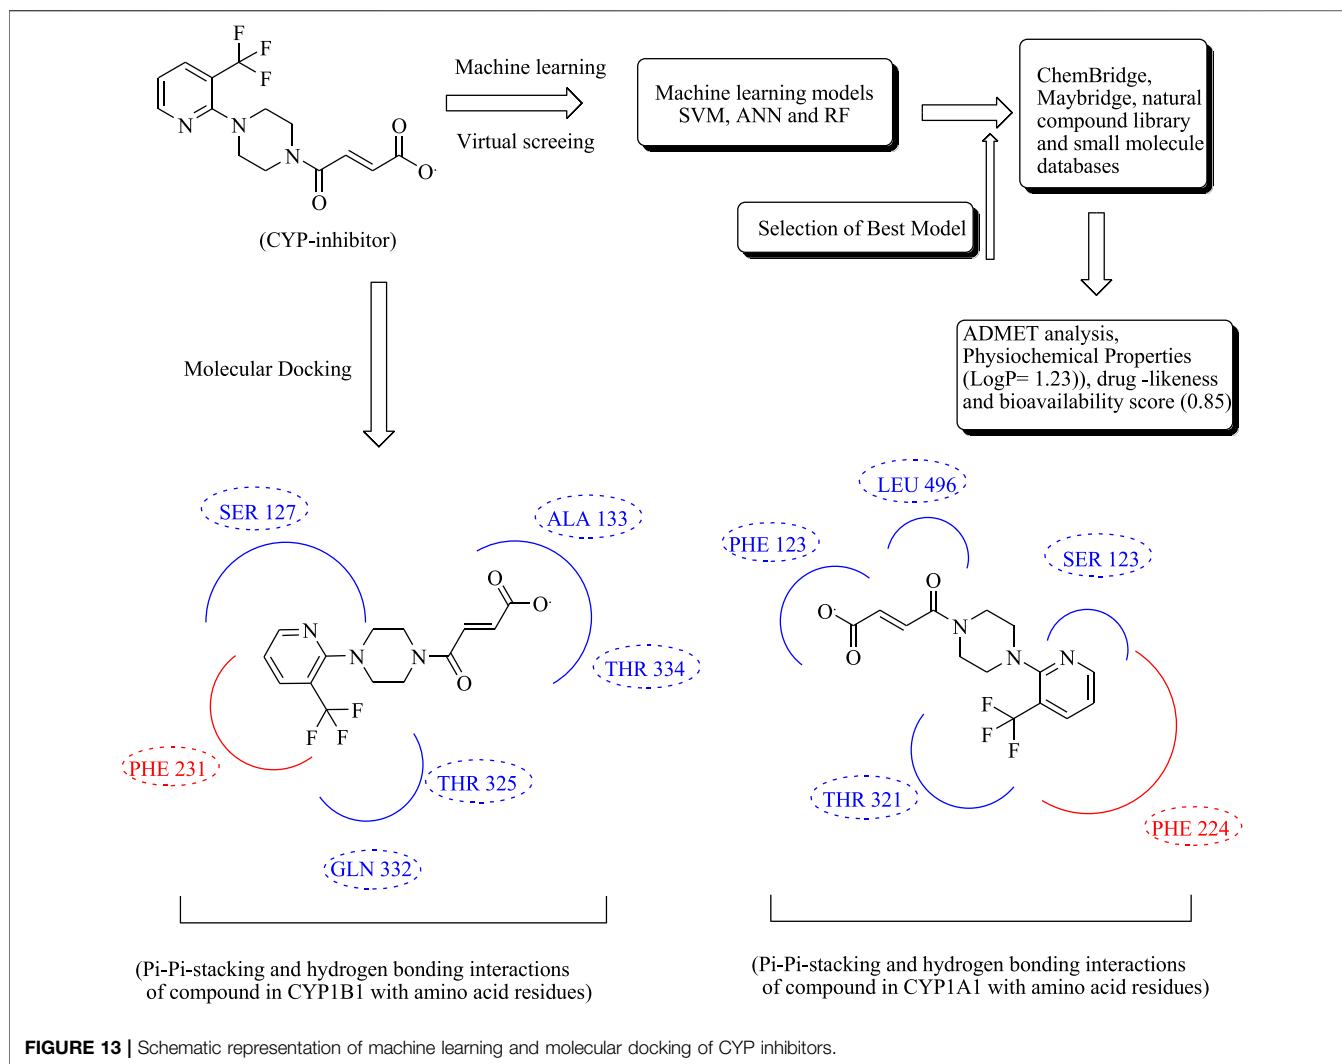 F
F
F
N
N
N
O
O
O·
(CYP-inhibitor)
Machine learning
Virtual screeing
Machine learning models
SVM, ANN and RF
ChemBridge,
Maybridge, natural
compound library
and small molecule
databases
Selection of Best Model
ADMET analysis,
Physiochemical Properties
(LogP= 1.23)), drug -likeness
and bioavailability score (0.85)
Molecular Docking
SER 127
ALA 133
O
O·
N
N
N
O
THR 334
F
F
F
PHE 231
THR 325
GLN 332
(Pi-Pi-stacking and hydrogen bonding interactions
of compound in CYP1B1 with amino acid residues)
LEU 496
PHE 123
SER 123
O
O·
O
N
N
N
F
F
F
THR 321
PHE 224
(Pi-Pi-stacking and hydrogen bonding interactions
of compound in CYP1A1 with amino acid residues)
FIGURE 13 | Schematic representation of machine learning and molecular docking of CYP inhibitors.